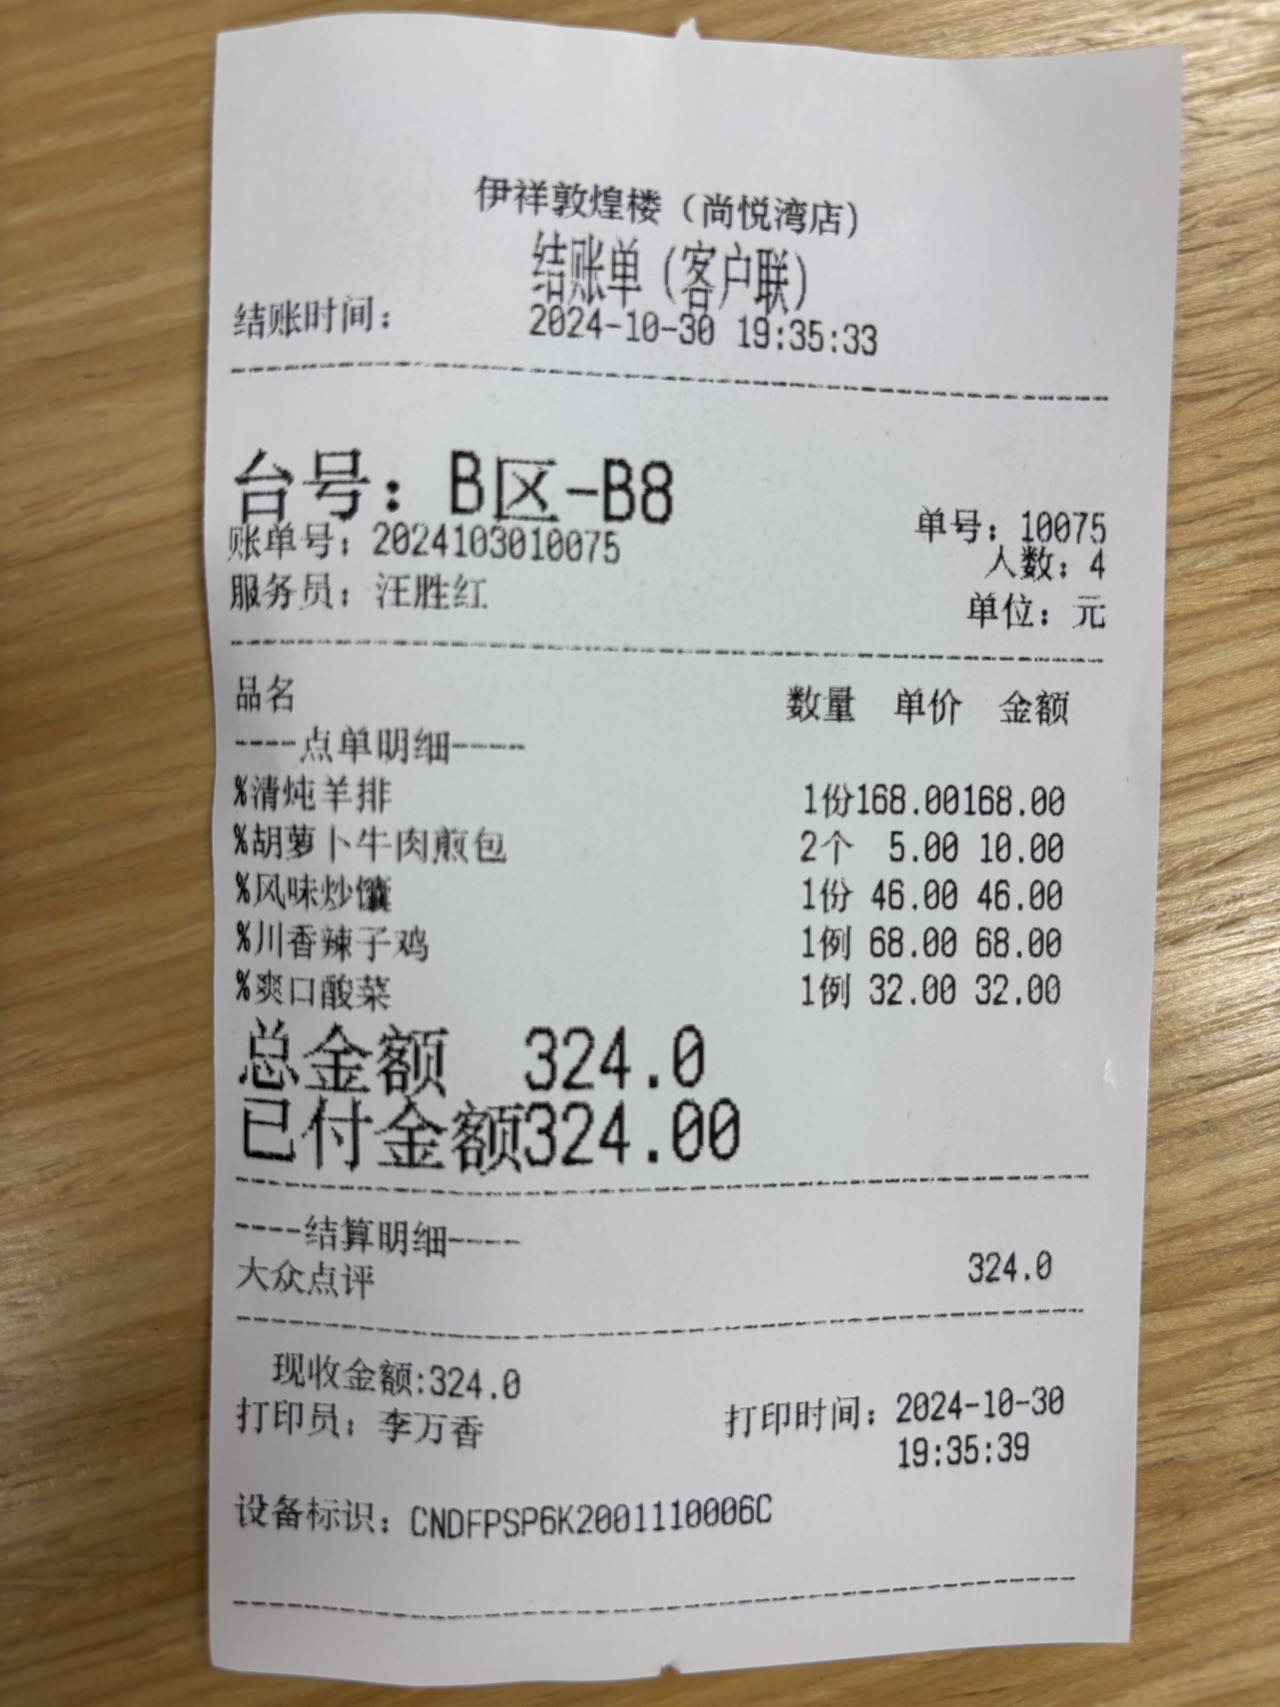 伊祥敦煌楼（尚悦湾店）
结账单（客户联）
结账时间： 2024-10-30 19:35:33
台号：B区-B8
单号：10075
账单号：2024103010075
人数：4
服务员：汪胜红
单位：元
品名 数量 单价 金额
----点单明细----
%清炖羊排 1份168.00168.00
%胡萝卜牛肉煎包 2个 5.00 10.00
%风味炒馕 1份 46.00 46.00
%川香辣子鸡 1例 68.00 68.00
%爽口酸菜 1例 32.00 32.00
总金额 324.0
已付金额324.00
----结算明细----
大众点评 324.0
现收金额:324.0
打印员：李万香 打印时间：2024-10-30
19:35:39
设备标识：CNDFPSP6K2001110006C